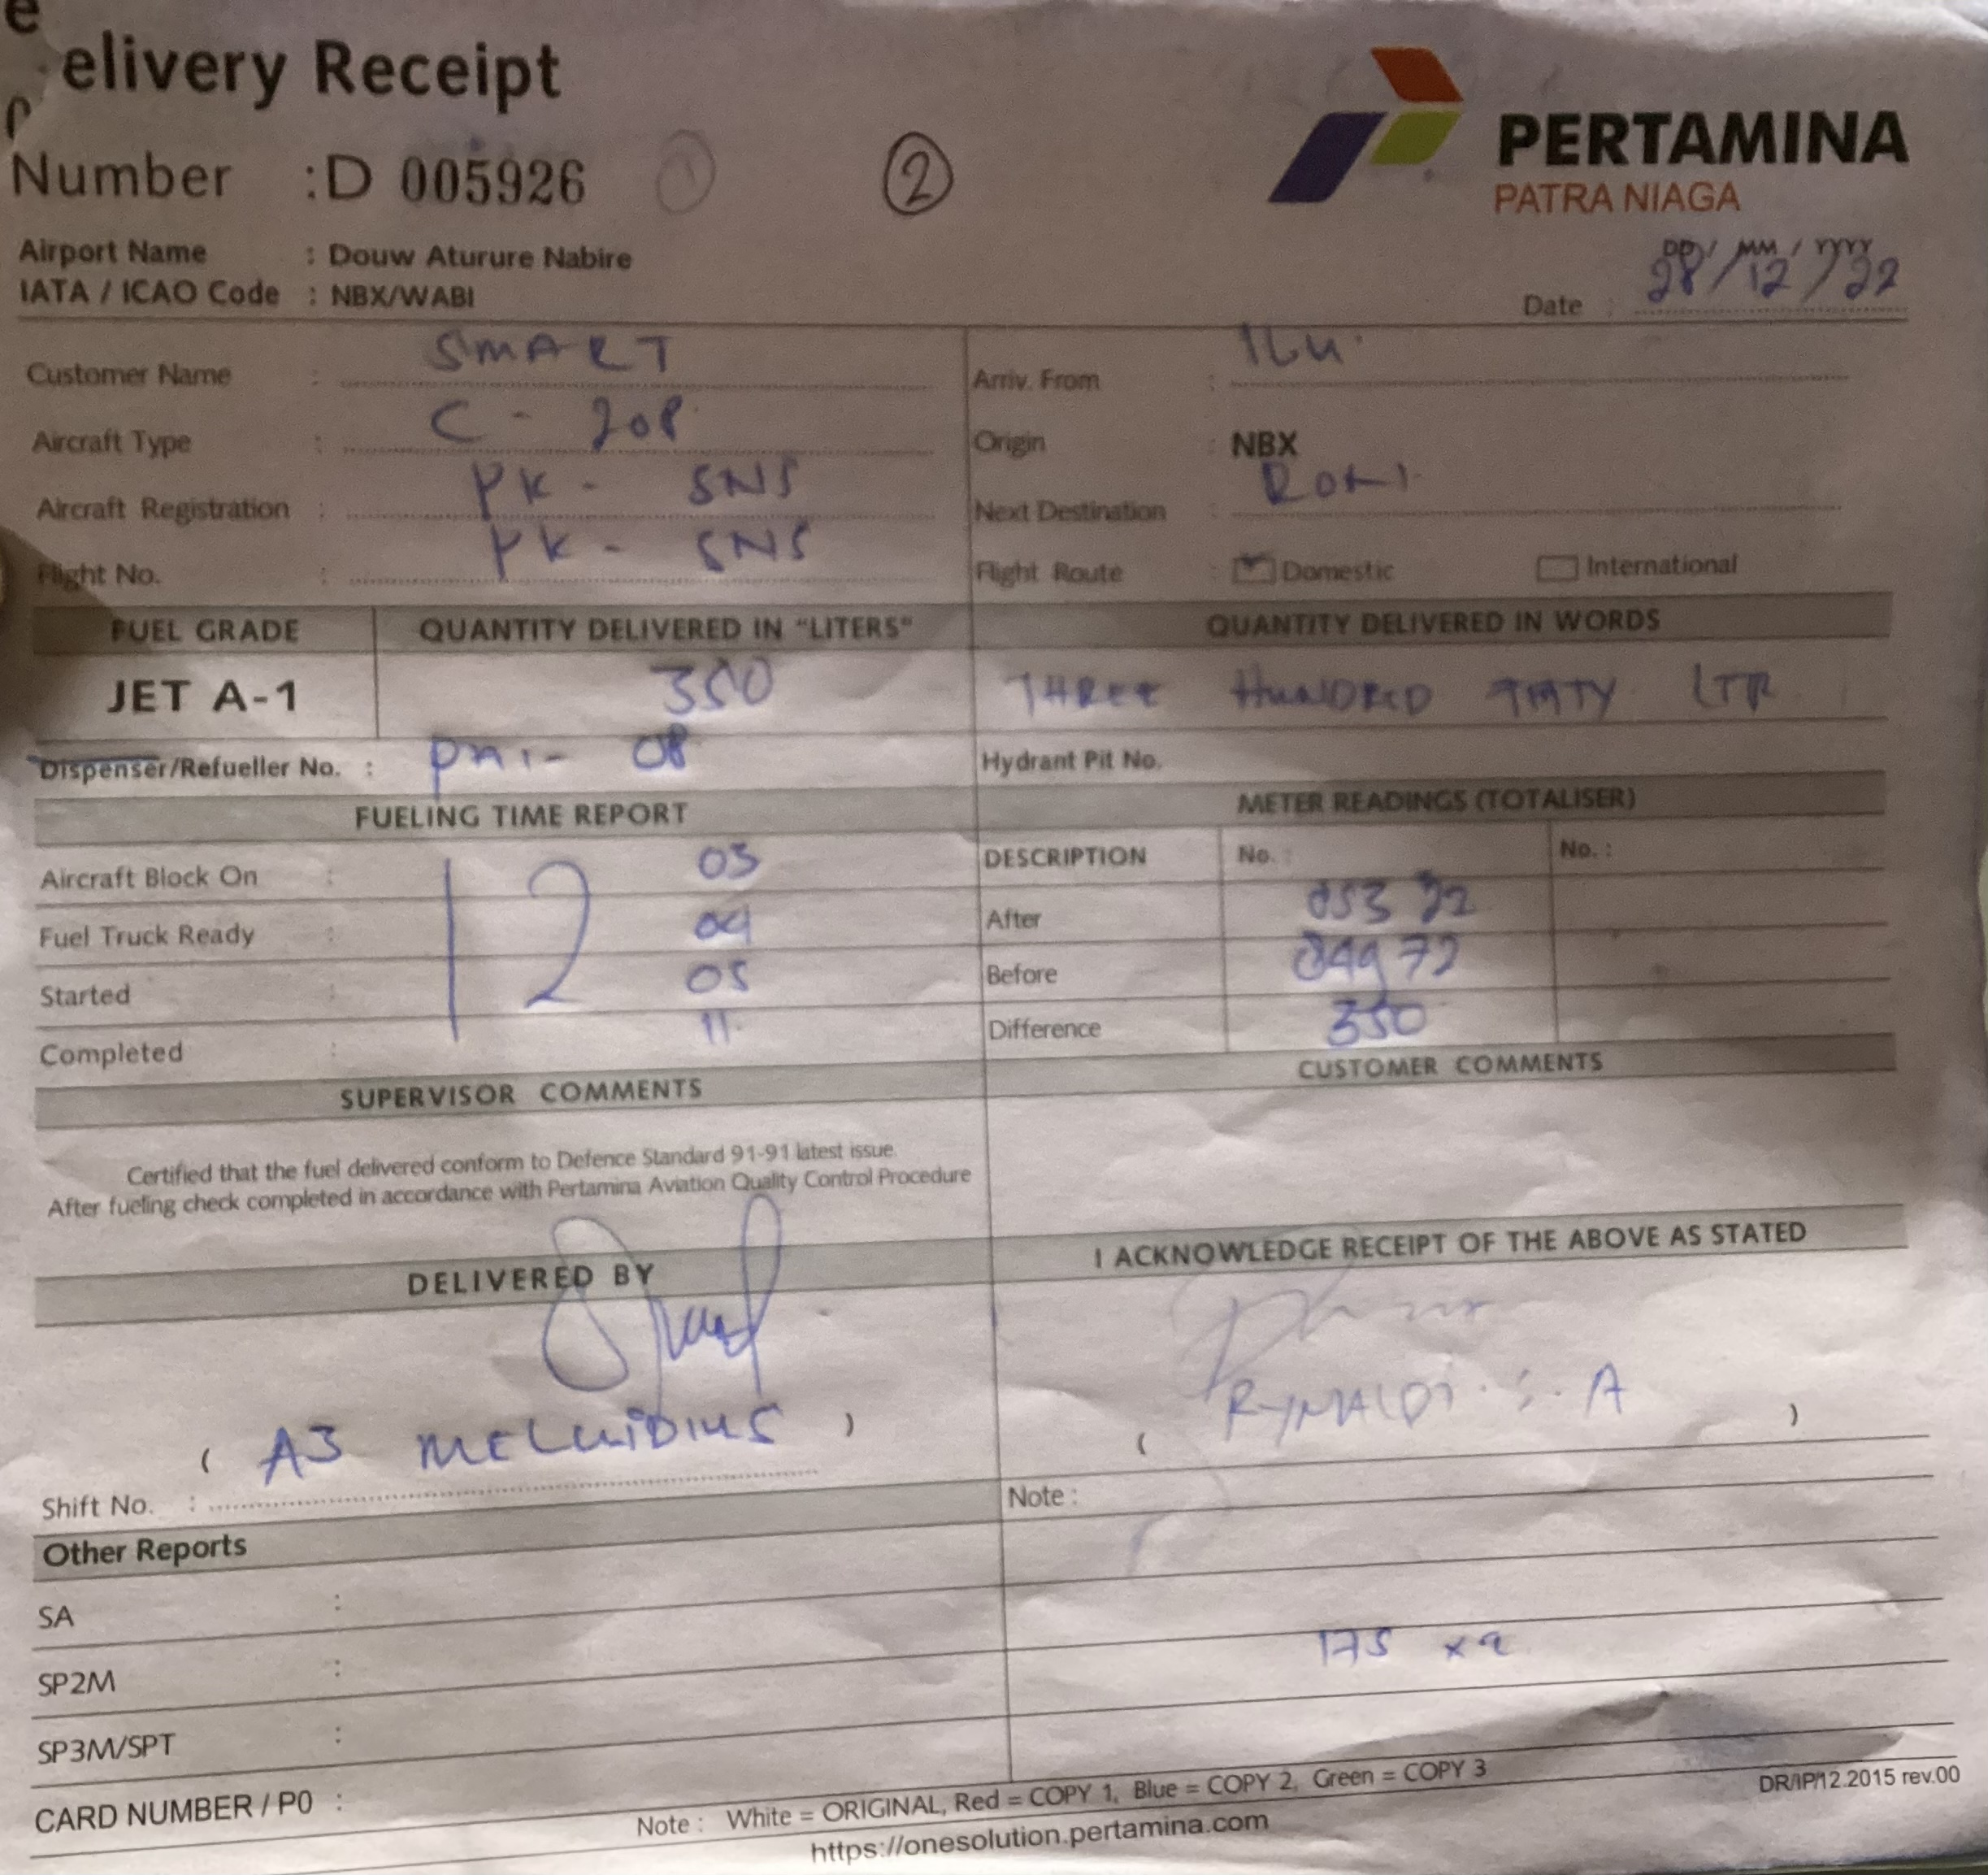 elivery Receipt
PERTAMINA
PATRA NIAGA
Number : D 005926 1 2
Airport Name : Douw Aturure Nabire
IATA / ICAO Code : NBX/WABI
DD / MM / YYYY
Date : 28/12/22
Customer Name : SMART
Arriv. From : ILU.
Aircraft Type : C - 208
Origin : NBX
Aircraft Registration : PK - SNS
Next Destination :
Flight No. : PK - SNS
Flight Route : Domestic International
FUEL GRADE QUANTITY DELIVERED IN "LITERS" QUANTITY DELIVERED IN WORDS
JET A-1 350 THREE HUNDRED LTR
Dispenser/Refueller No. : 08
Hydrant Pit No.
FUELING TIME REPORT
METER READINGS (TOTALISER)
Aircraft Block On : 12 03
DESCRIPTION No. : No. :
Fuel Truck Ready : 04
After 05322
Started : 05
Before 04972
Completed : 11
Difference 350
SUPERVISOR COMMENTS
CUSTOMER COMMENTS
Certified that the fuel delivered conform to Defence Standard 91-91 latest issue.
After fueling check completed in accordance with Pertamina Aviation Quality Control Procedure
DELIVERED BY
I ACKNOWLEDGE RECEIPT OF THE ABOVE AS STATED
( )
( RYNALDI S. A )
Shift No. :
Note :
Other Reports
SA :
SP2M :
175 x 2
SP3M/SPT :
CARD NUMBER / P0 :
Note : White = ORIGINAL, Red = COPY 1, Blue = COPY 2, Green = COPY 3
DR/IP/12.2015 rev.00
https://onesolution.pertamina.com